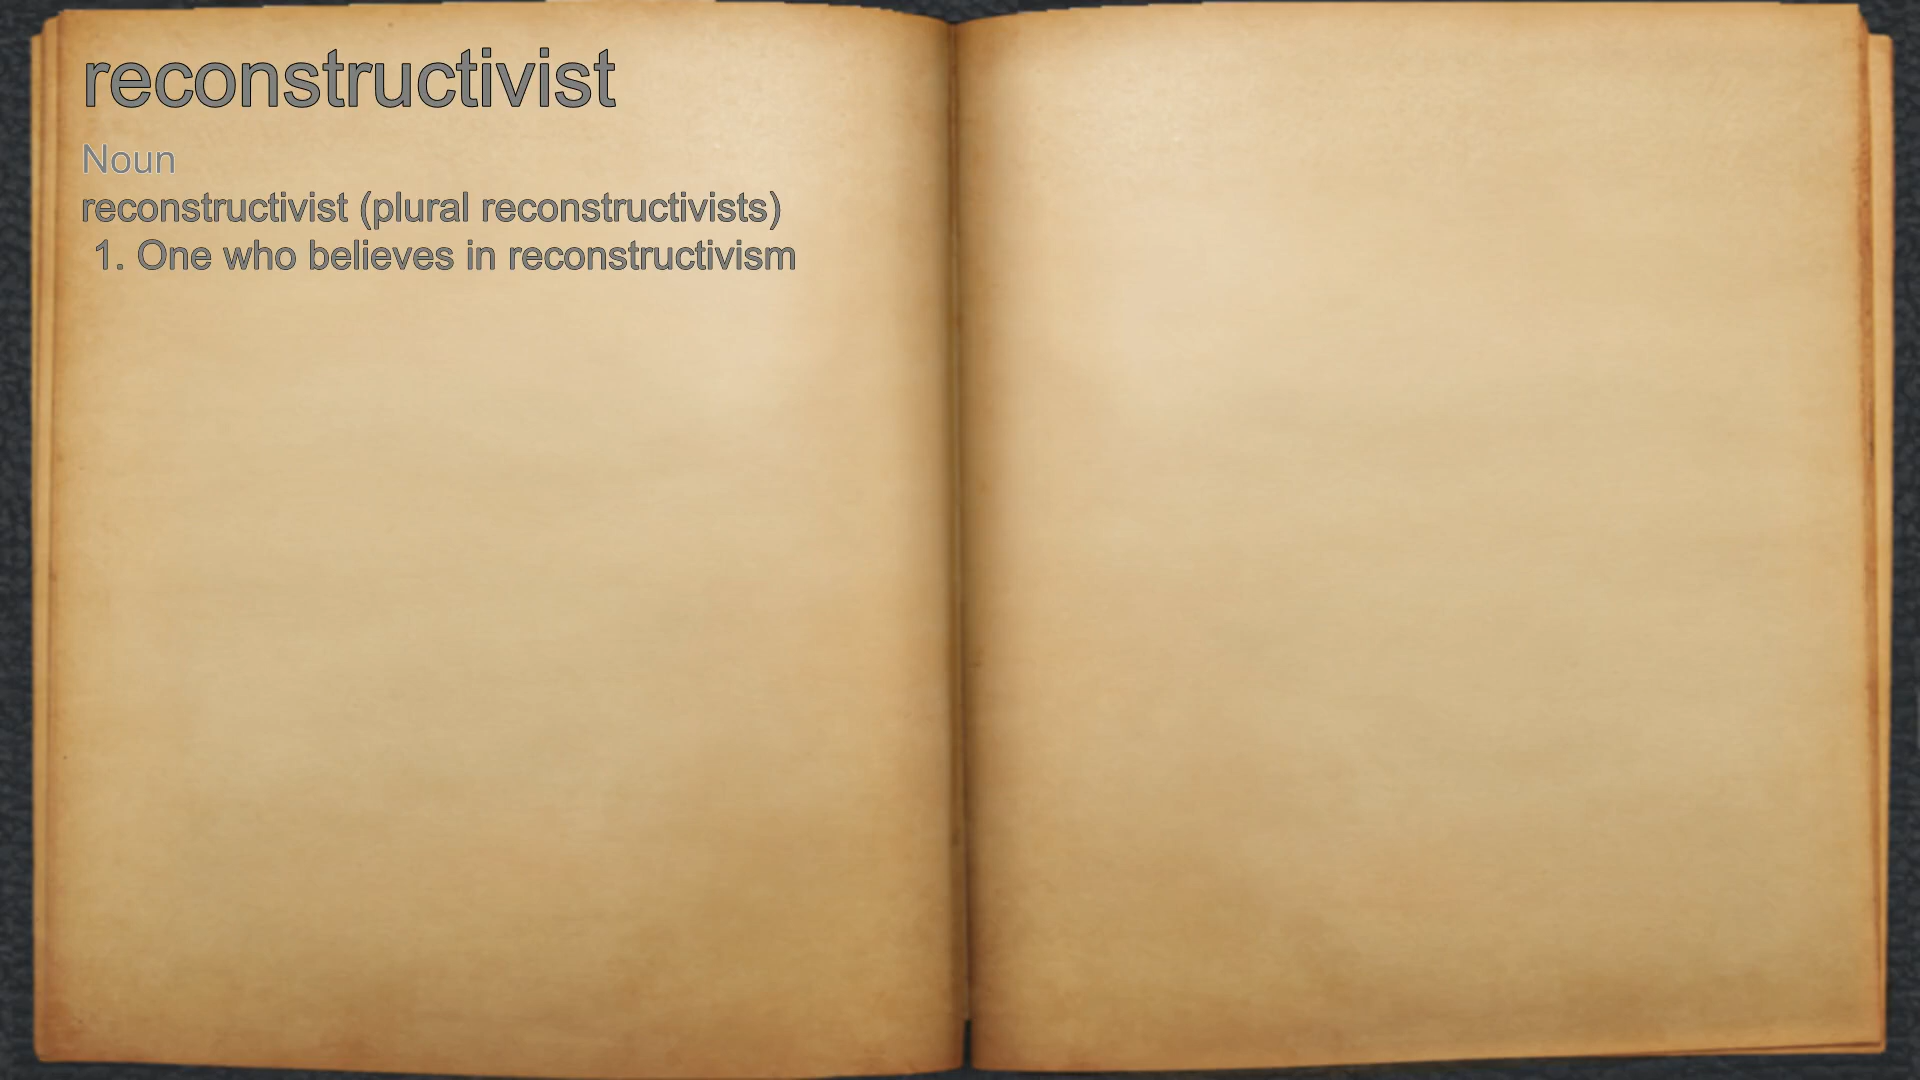 reconstructivist
Noun
reconstructivist (plural reconstructivists)
1. One who believes in reconstructivism